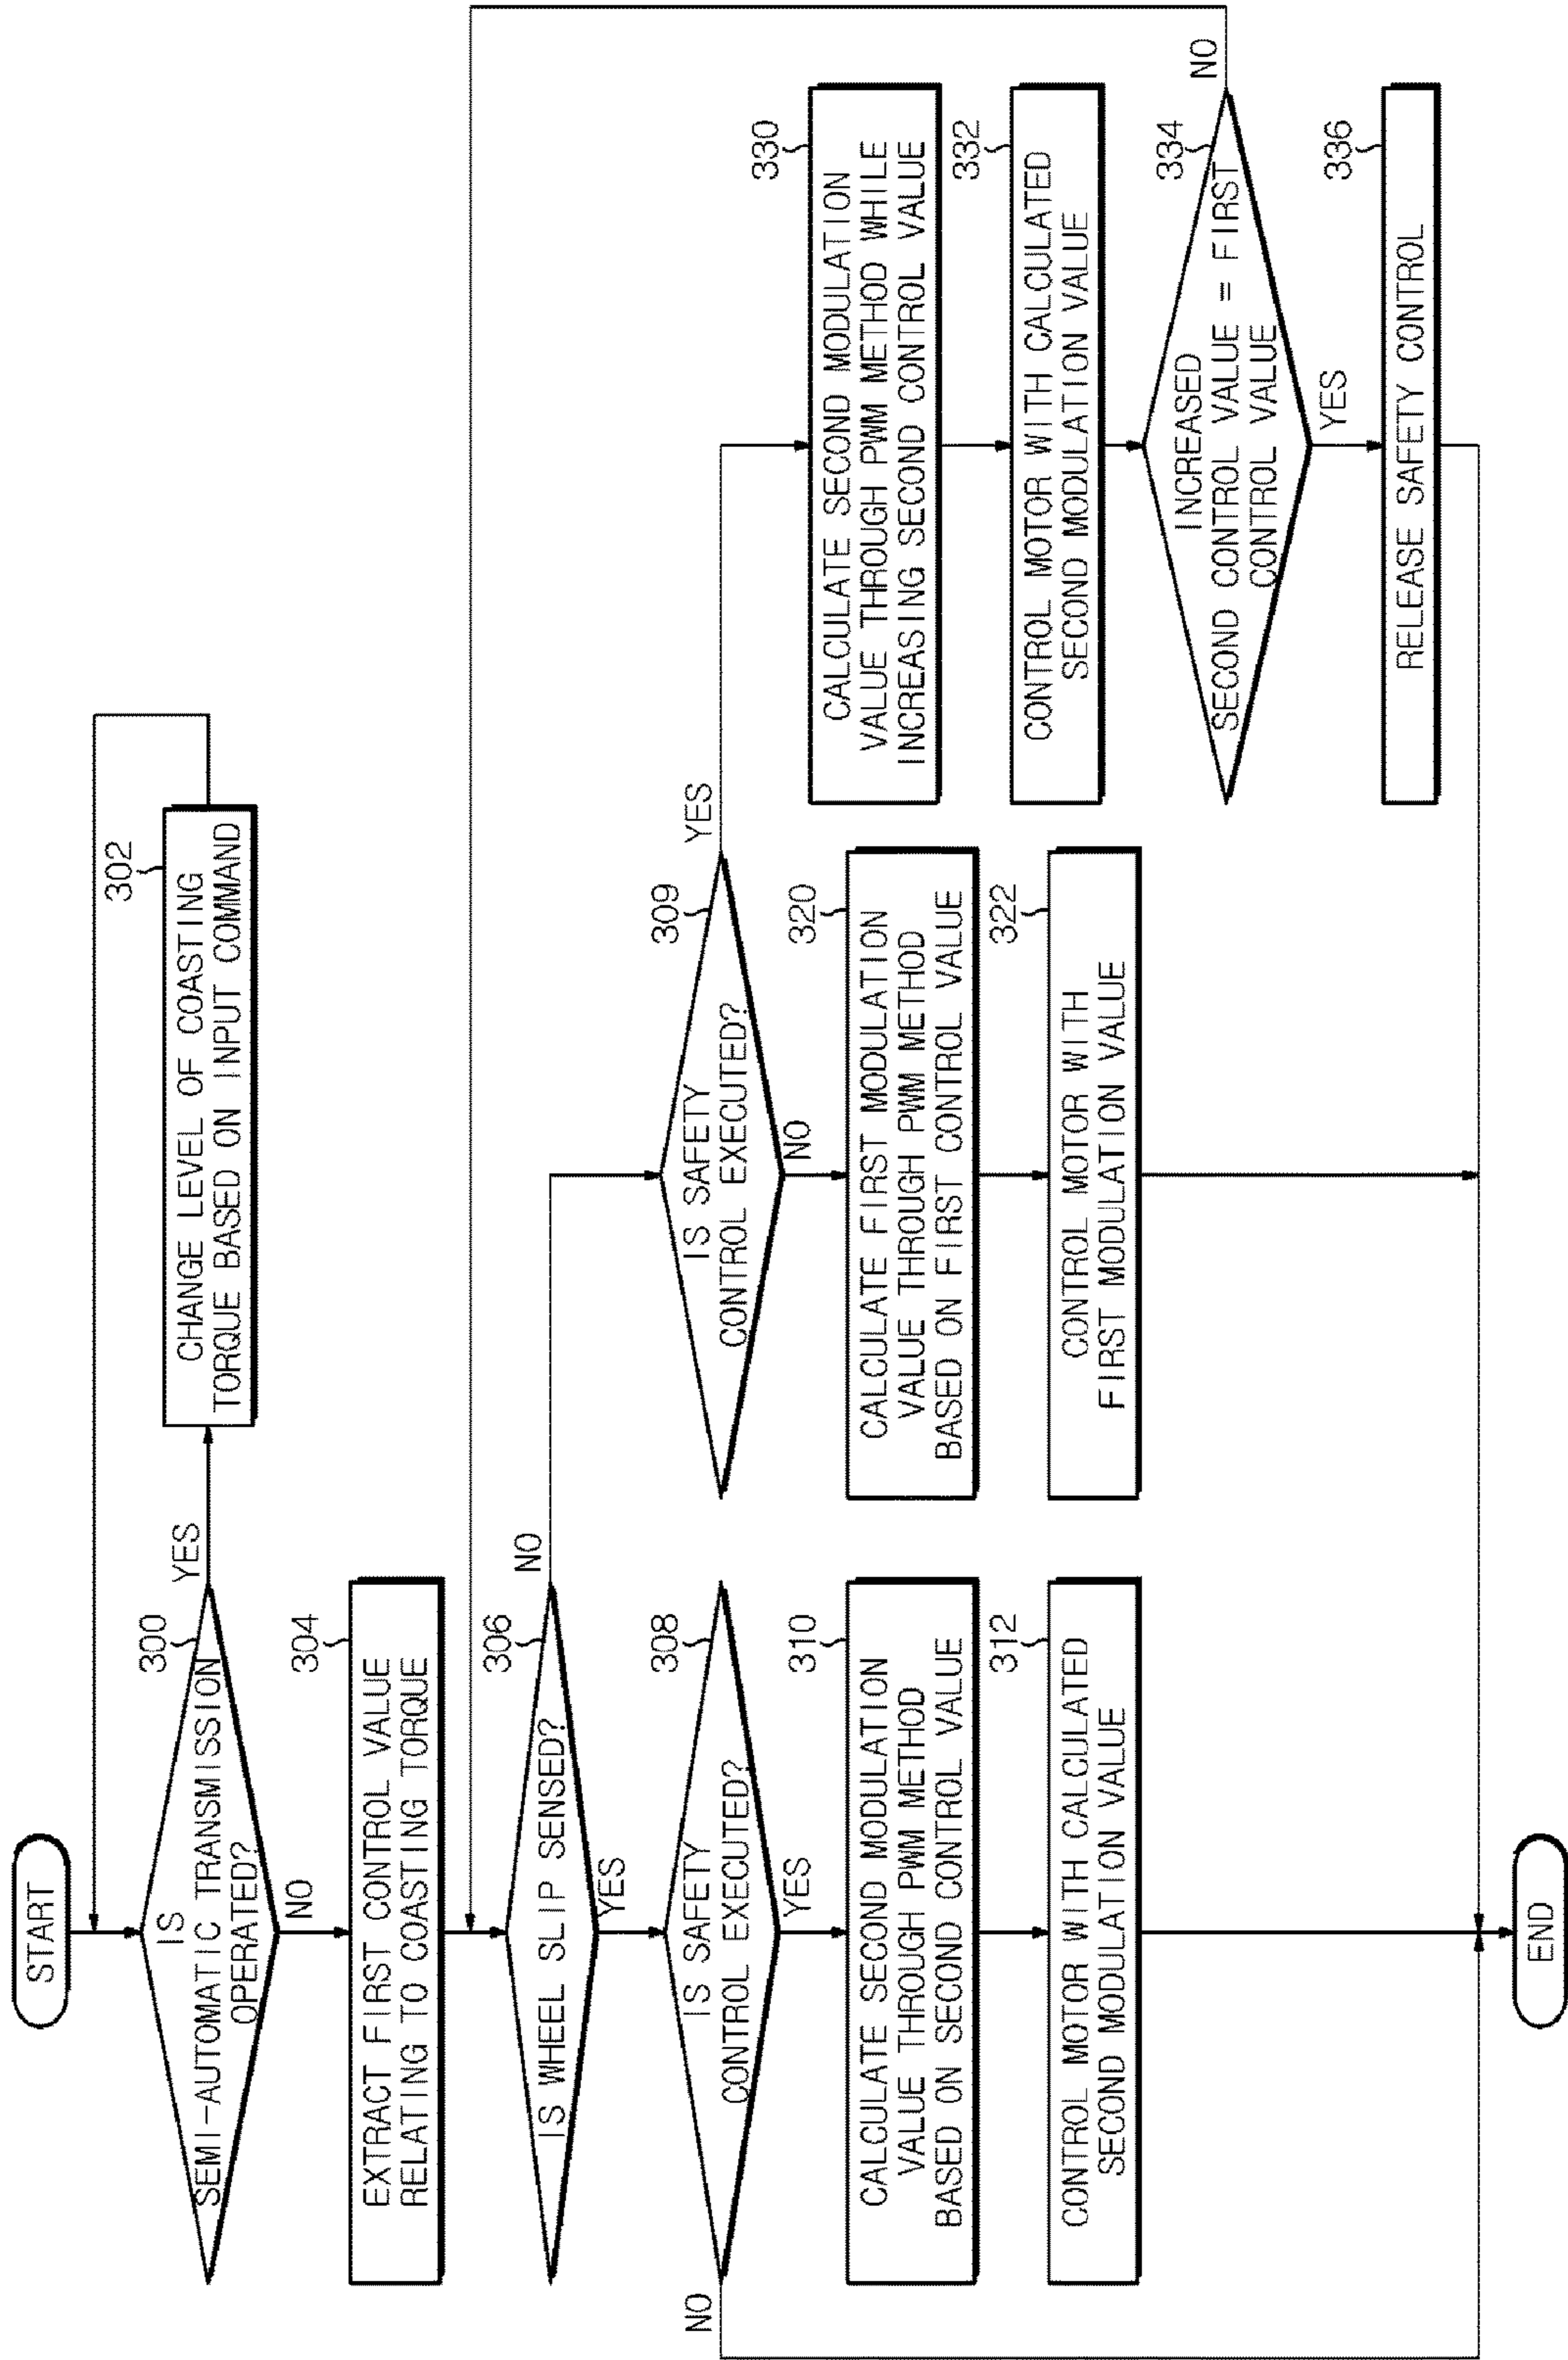 START
300
IS
SEMI-AUTOMATIC TRANSMISSION
OPERATED?
YES
NO
302
CHANGE LEVEL OF COASTING
TORQUE BASED ON INPUT COMMAND
304
EXTRACT FIRST CONTROL VALUE
RELATING TO COASTING TORQUE
306
IS WHEEL SLIP SENSED?
NO
YES
308
IS SAFETY
CONTROL EXECUTED?
NO
YES
309
IS SAFETY
CONTROL EXECUTED?
YES
NO
310
CALCULATE SECOND MODULATION
VALUE THROUGH PWM METHOD
BASED ON SECOND CONTROL VALUE
312
CONTROL MOTOR WITH CALCULATED
SECOND MODULATION VALUE
320
CALCULATE FIRST MODULATION
VALUE THROUGH PWM METHOD
BASED ON FIRST CONTROL VALUE
322
CONTROL MOTOR WITH
FIRST MODULATION VALUE
330
CALCULATE SECOND MODULATION
VALUE THROUGH PWM METHOD WHILE
INCREASING SECOND CONTROL VALUE
332
CONTROL MOTOR WITH CALCULATED
SECOND MODULATION VALUE
334
INCREASED
SECOND CONTROL VALUE = FIRST
CONTROL VALUE
NO
YES
336
RELEASE SAFETY CONTROL
END